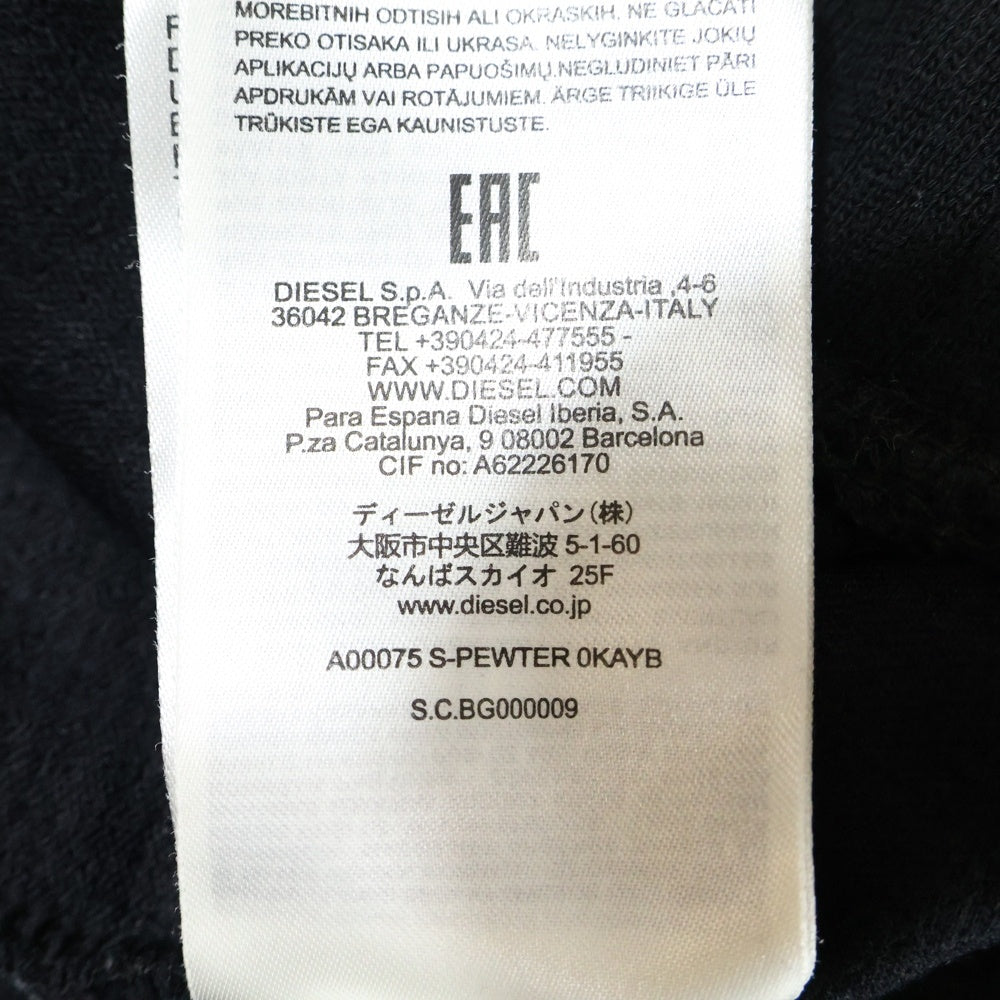 MOREBITNIH ODTISIH ALI OKRASKIH. NE GLAČATI
PREKO OTISAKA ILI UKRASA. NELYGINKITE JOKIŲ
APLIKACIJŲ ARBA PAPUOŠIMŲ.NEGLUDINIET PĀRI
APDRUKĀM VAI ROTĀJUMIEM. ÄRGE TRIIKIGE ÜLE
TRŪKISTE EGA KAUNISTUSTE.
EAC
DIESEL S.p.A. Via dell'Industria ,4-6
36042 BREGANZE-VICENZA-ITALY
TEL +390424-477555 -
FAX +390424-411955
WWW.DIESEL.COM
Para Espana Diesel Iberia, S.A.
P.za Catalunya, 9 08002 Barcelona
CIF no: A62226170
ディーゼルジャパン(株)
大阪市中央区難波 5-1-60
なんばスカイオ 25F
www.diesel.co.jp
A00075 S-PEWTER 0KAYB
S.C.BG000009